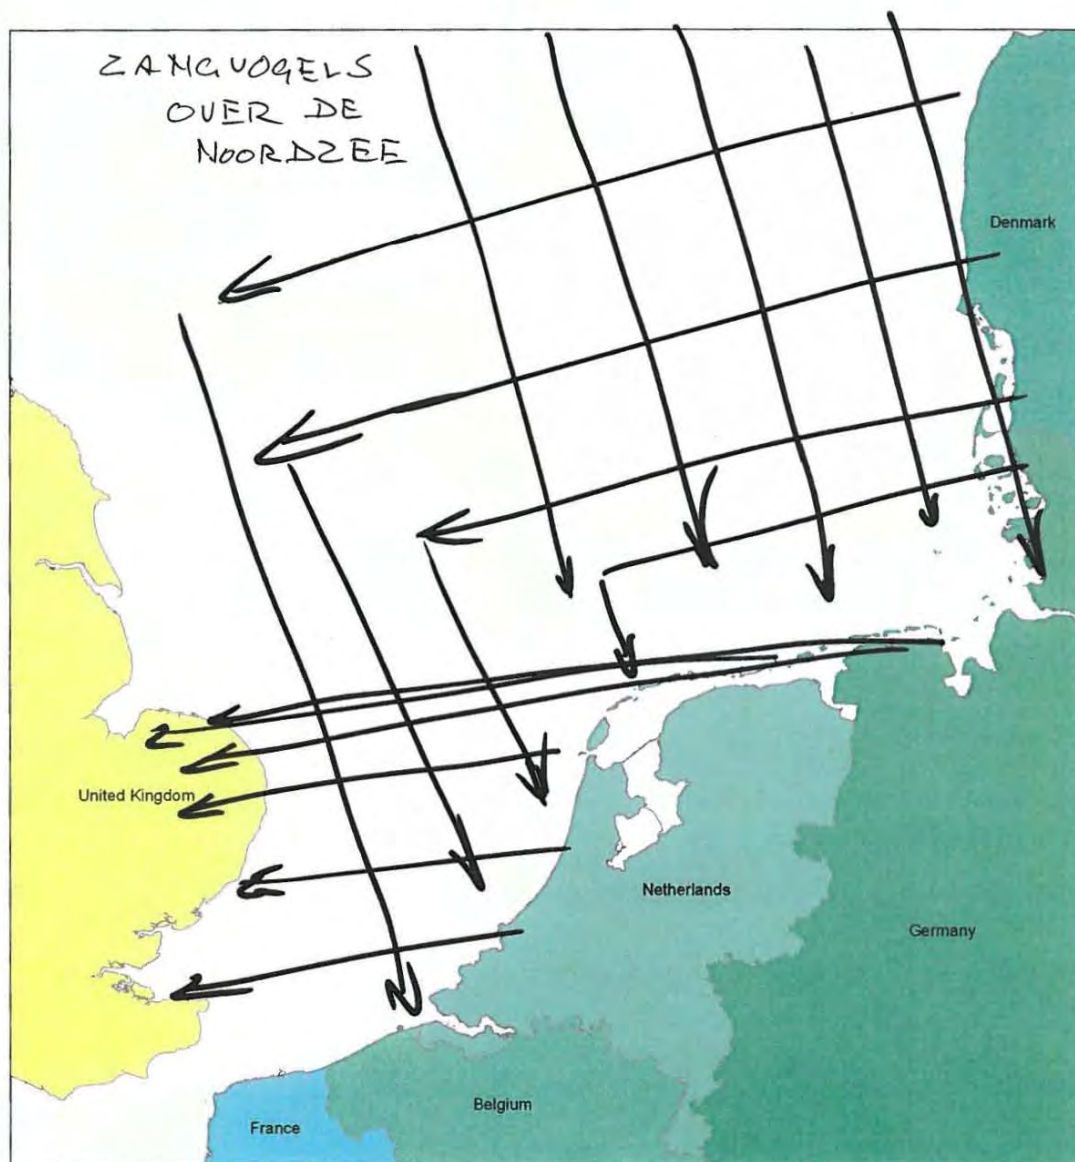 ZANGVOGELS
OVER DE
NOORDZEE
Denmark
United Kingdom
Netherlands
Germany
Belgium
France